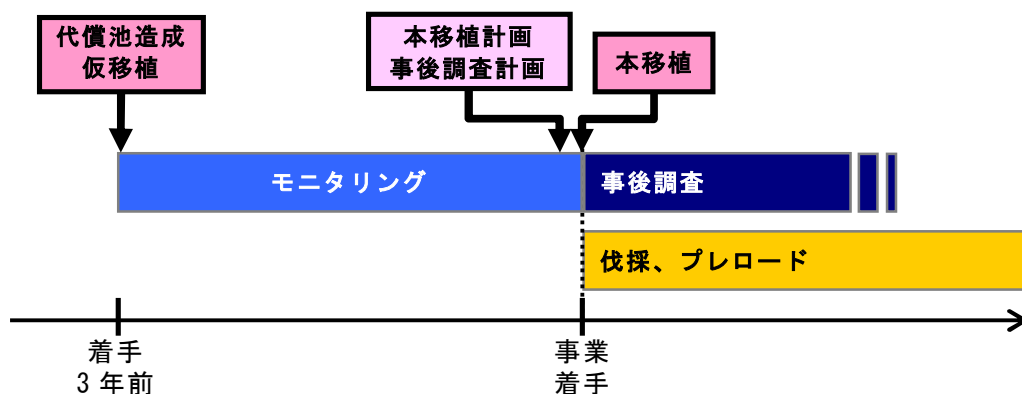 代償池造成
仮移植
本移植計画
事後調査計画
本移植
モニタリング
事後調査
伐採、プレロード
着手
3 年前
事業
着手